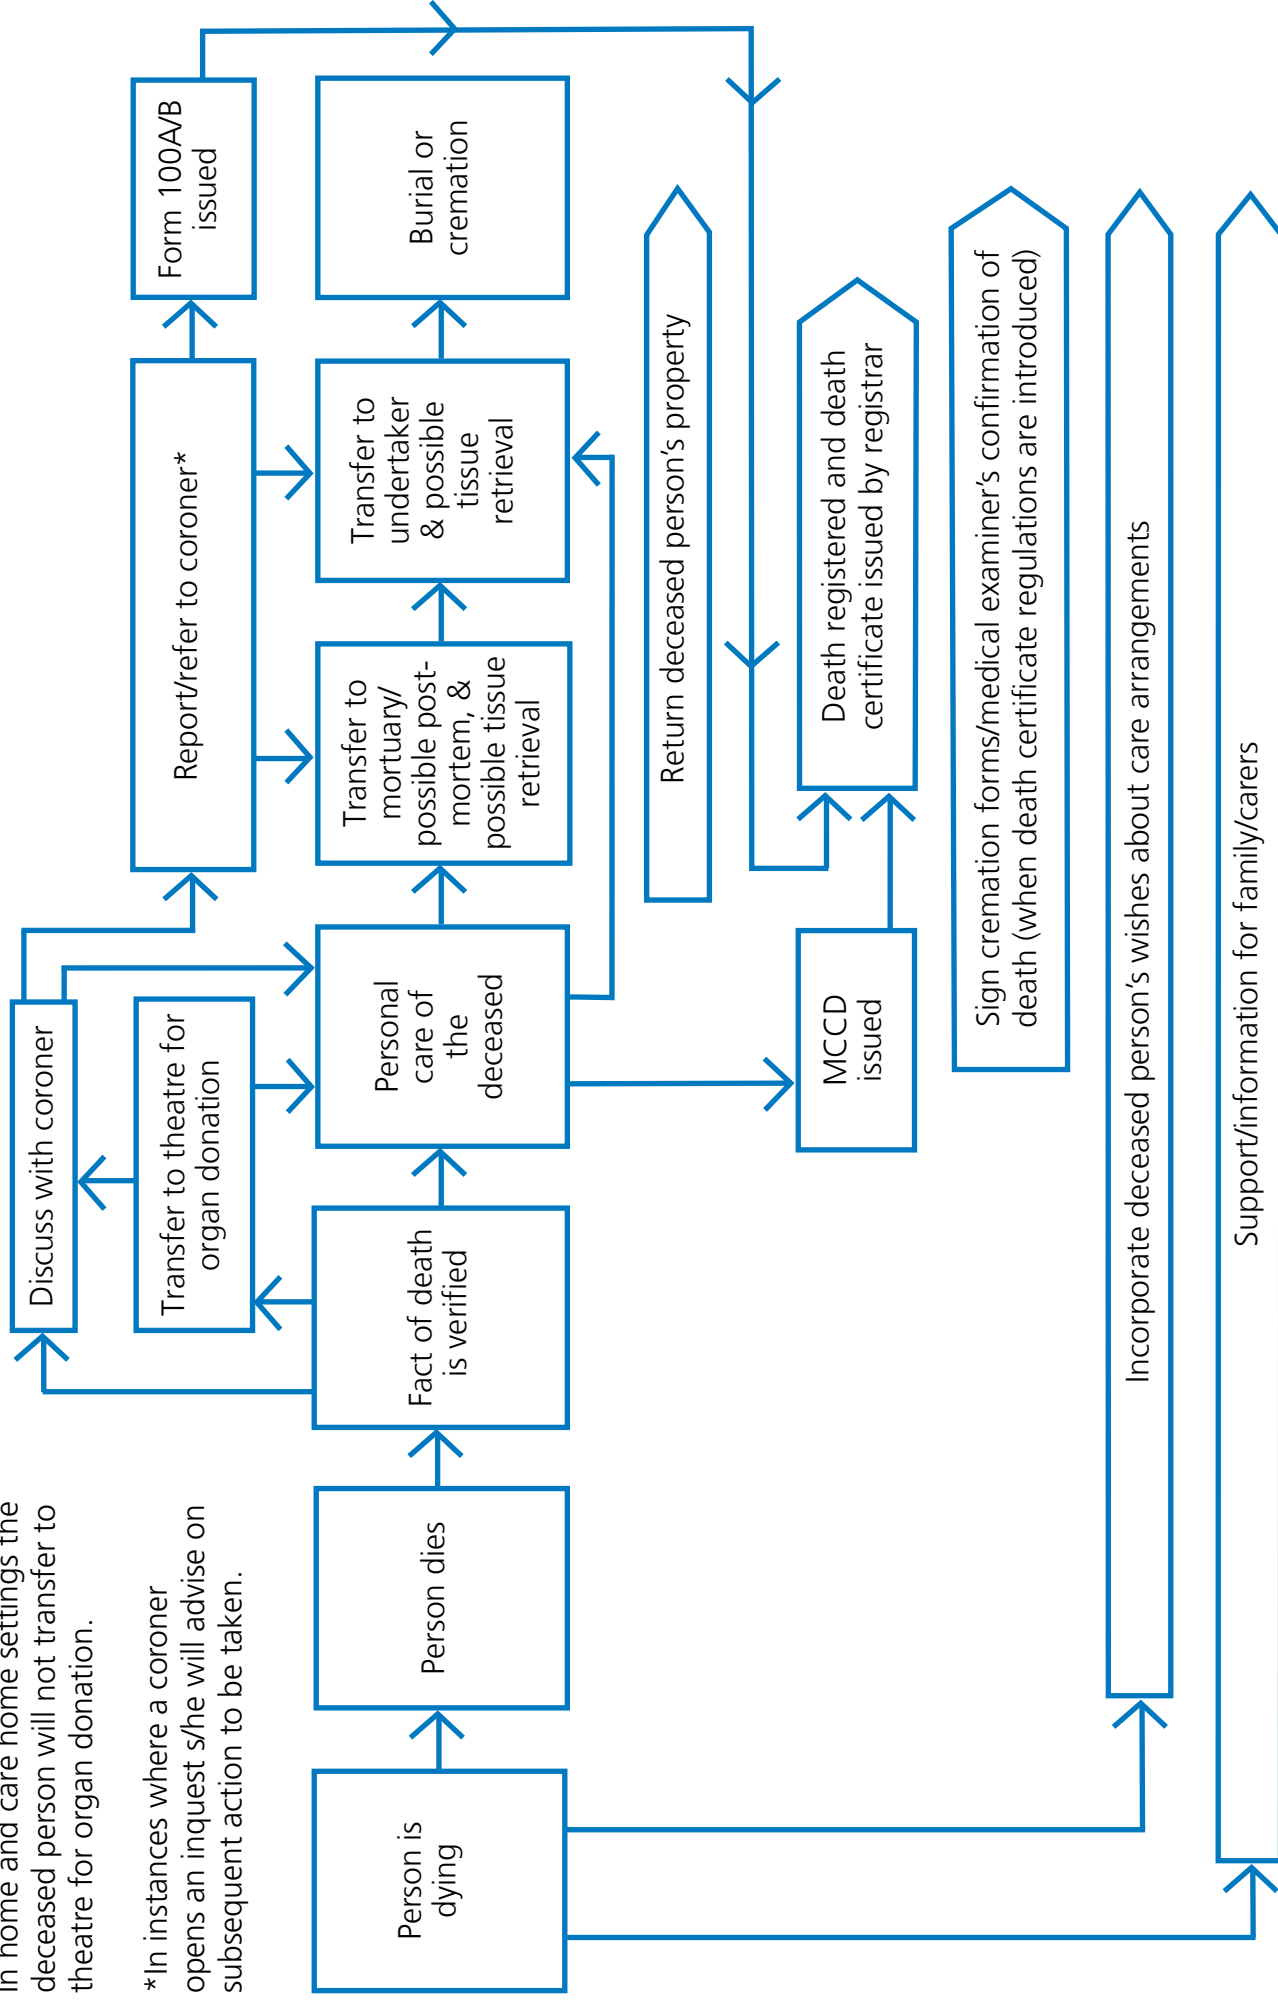 In home and care home settings the
deceased person will not transfer to
theatre for organ donation.
*In instances where a coroner
opens an inquest s/he will advise on
subsequent action to be taken.
Discuss with coroner
Transfer to theatre for
organ donation
Report/refer to coroner*
Form 100A/B
issued
Person is
dying
Person dies
Fact of death
is verified
Personal
care of
the
deceased
Transfer to
mortuary/
possible post-
mortem, &
possible tissue
retrieval
Transfer to
undertaker
& possible
tissue
retrieval
Burial or
cremation
Return deceased person's property
MCCD
issued
Death registered and death
certificate issued by registrar
Sign cremation forms/medical examiner's confirmation of
death (when death certificate regulations are introduced)
Incorporate deceased person's wishes about care arrangements
Support/information for family/carers